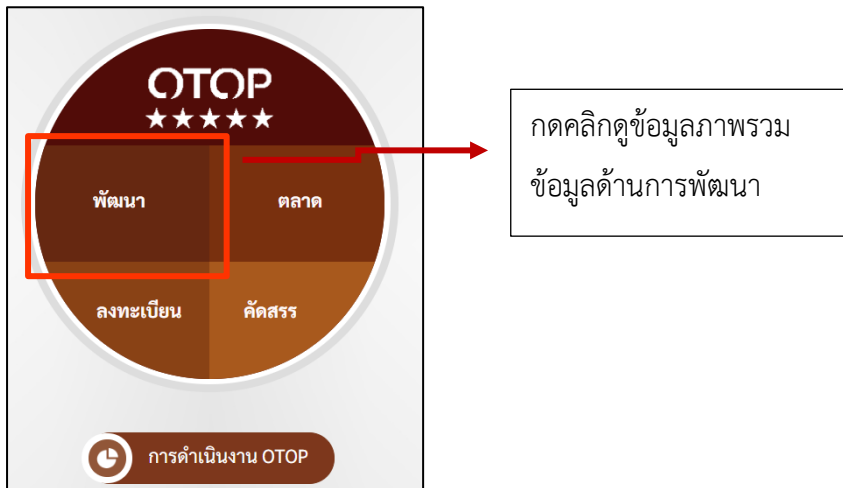 OTOP
★★★★★
พัฒนา
ตลาด
ลงทะเบียน
คัดสรร
การดำเนินงาน OTOP
กดคลิกดูข้อมูลภาพรวม
ข้อมูลด้านการพัฒนา